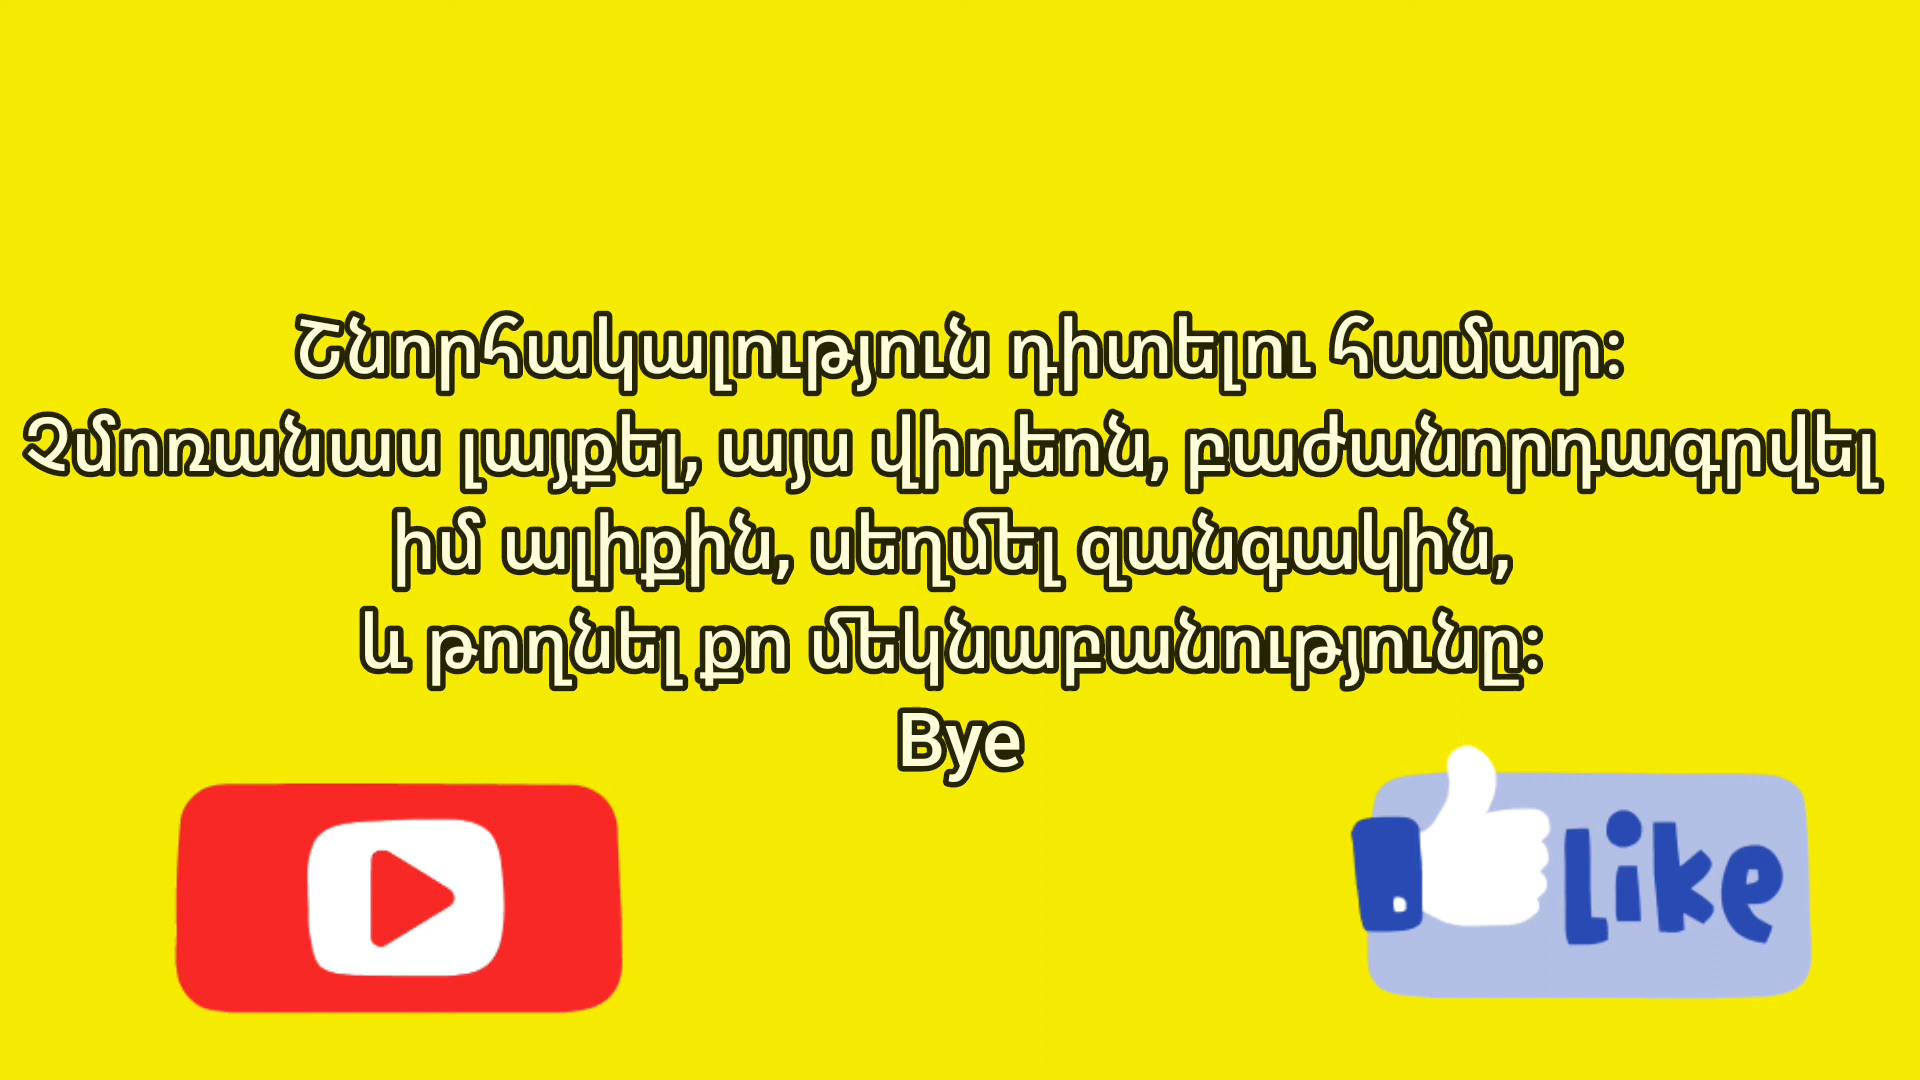 Շնորհակալություն դիտելու համար:
Չմոռանաս լայքել, այս վիդեոն, բաժանորդագրվել
իմ ալիքին, սեղմել զանգակին,
և թողնել քո մեկնաբանությունը:
Bye
like